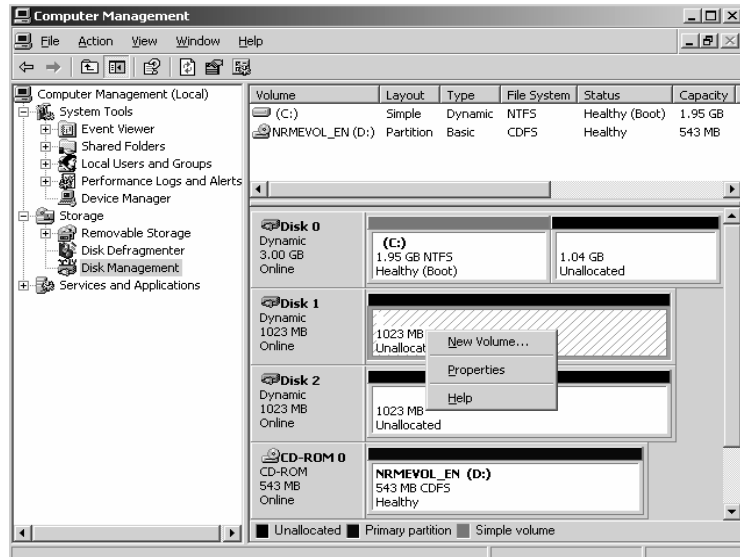 Computer Management
File Action View Window Help
Computer Management (Local)
System Tools
Event Viewer
Shared Folders
Local Users and Groups
Performance Logs and Alerts
Device Manager
Storage
Removable Storage
Disk Defragmenter
Disk Management
Services and Applications
Volume Layout Type File System Status Capacity
(C:) Simple Dynamic NTFS Healthy (Boot) 1.95 GB
NRMEVOL_EN (D:) Partition Basic CDFS Healthy 543 MB
Disk 0
Dynamic
3.00 GB
Online
(C:)
1.95 GB NTFS
Healthy (Boot)
1.04 GB
Unallocated
Disk 1
Dynamic
1023 MB
Online
1023 MB
Unallocat
New Volume...
Properties
Help
Disk 2
Dynamic
1023 MB
Online
1023 MB
Unallocated
CD-ROM 0
CD-ROM
543 MB
Online
NRMEVOL_EN (D:)
543 MB CDFS
Healthy
Unallocated Primary partition Simple volume